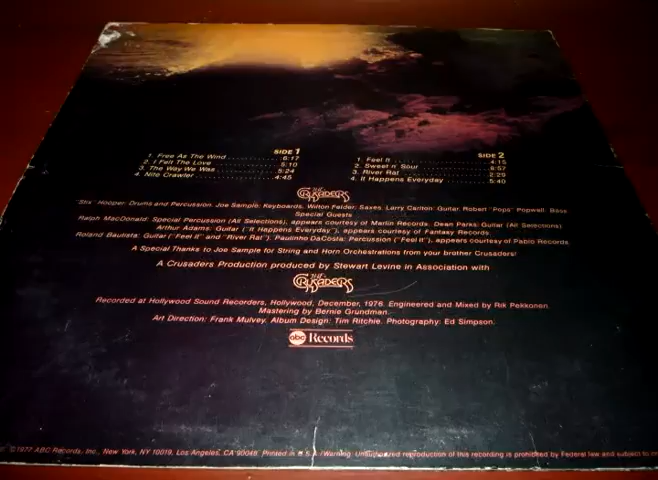 SIDE 1
1. Free As The Wind 6:17
2. I Felt The Love 5:10
3. The Way We Was 5:24
4. Nite Crawler 4:45
SIDE 2
1. Feel It 4:15
2. Sweet n' Sour 8:57
3. River Rat 2:29
4. It Happens Everyday 5:40
THE CRUSADERS
"Stix" Hooper: Drums and Percussion, Joe Sample: Keyboards, Wilton Felder: Saxes, Larry Carlton: Guitar, Robert "Pops" Popwell: Bass
Special Guests
Ralph MacDonald: Special Percussion (All Selections), appears courtesy of Marlin Records. Dean Parks: Guitar (All Selections)
Arthur Adams: Guitar ("It Happens Everyday"), appears courtesy of Fantasy Records
Roland Bautista: Guitar ("Feel It" and "River Rat"). Paulinho DaCosta: Percussion ("Feel It"), appears courtesy of Pablo Records
A Special Thanks to Joe Sample for String and Horn Orchestrations from your brother Crusaders!
A Crusaders Production produced by Stewart Levine in Association with
THE CRUSADERS
Recorded at Hollywood Sound Recorders, Hollywood, December, 1976. Engineered and Mixed by Rik Pekkonen
Mastering by Bernie Grundman.
Art Direction: Frank Mulvey. Album Design: Tim Ritchie. Photography: Ed Simpson.
abc Records
©1977 ABC Records, Inc., New York, NY 10019, Los Angeles, CA 90048. Printed in U.S.A./Warning: Unauthorized reproduction of this recording is prohibited by Federal law and subject to